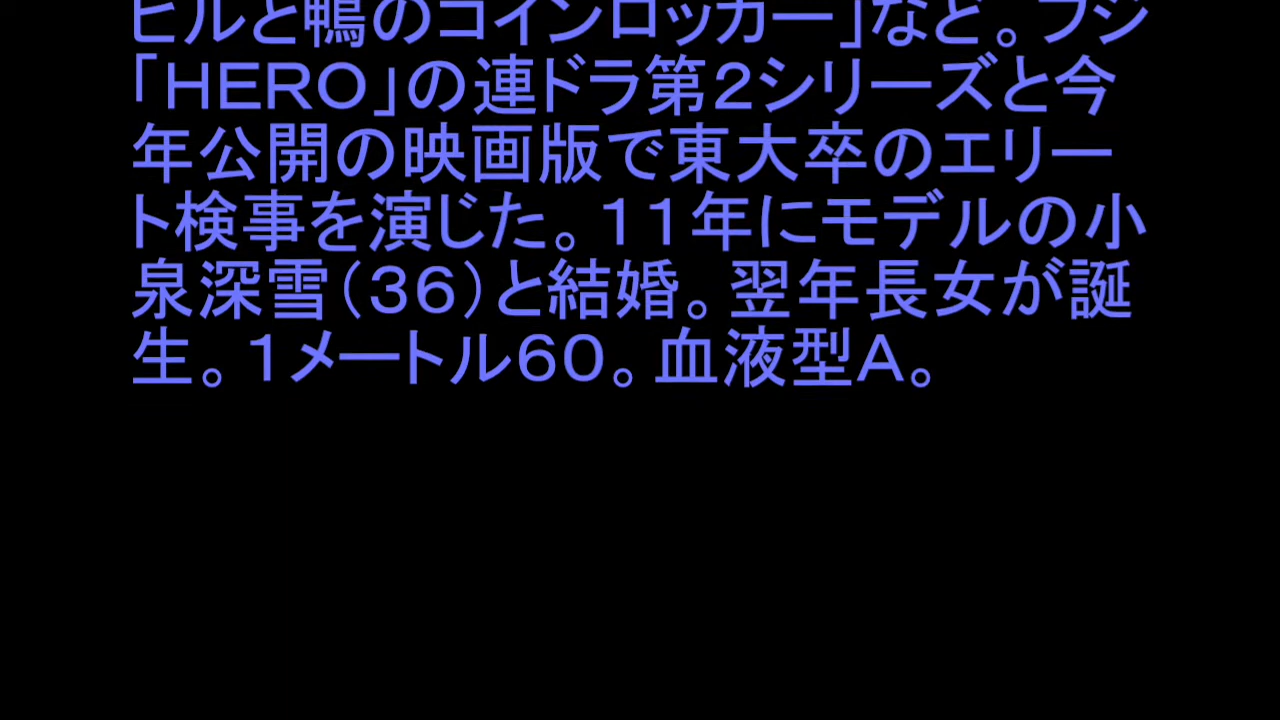 ヒルと鴨のコインロッカー」など。フジ
「HERO」の連ドラ第2シリーズと今
年公開の映画版で東大卒のエリー
ト検事を演じた。11年にモデルの小
泉深雪(36)と結婚。翌年長女が誕
生。1メートル60。血液型A。